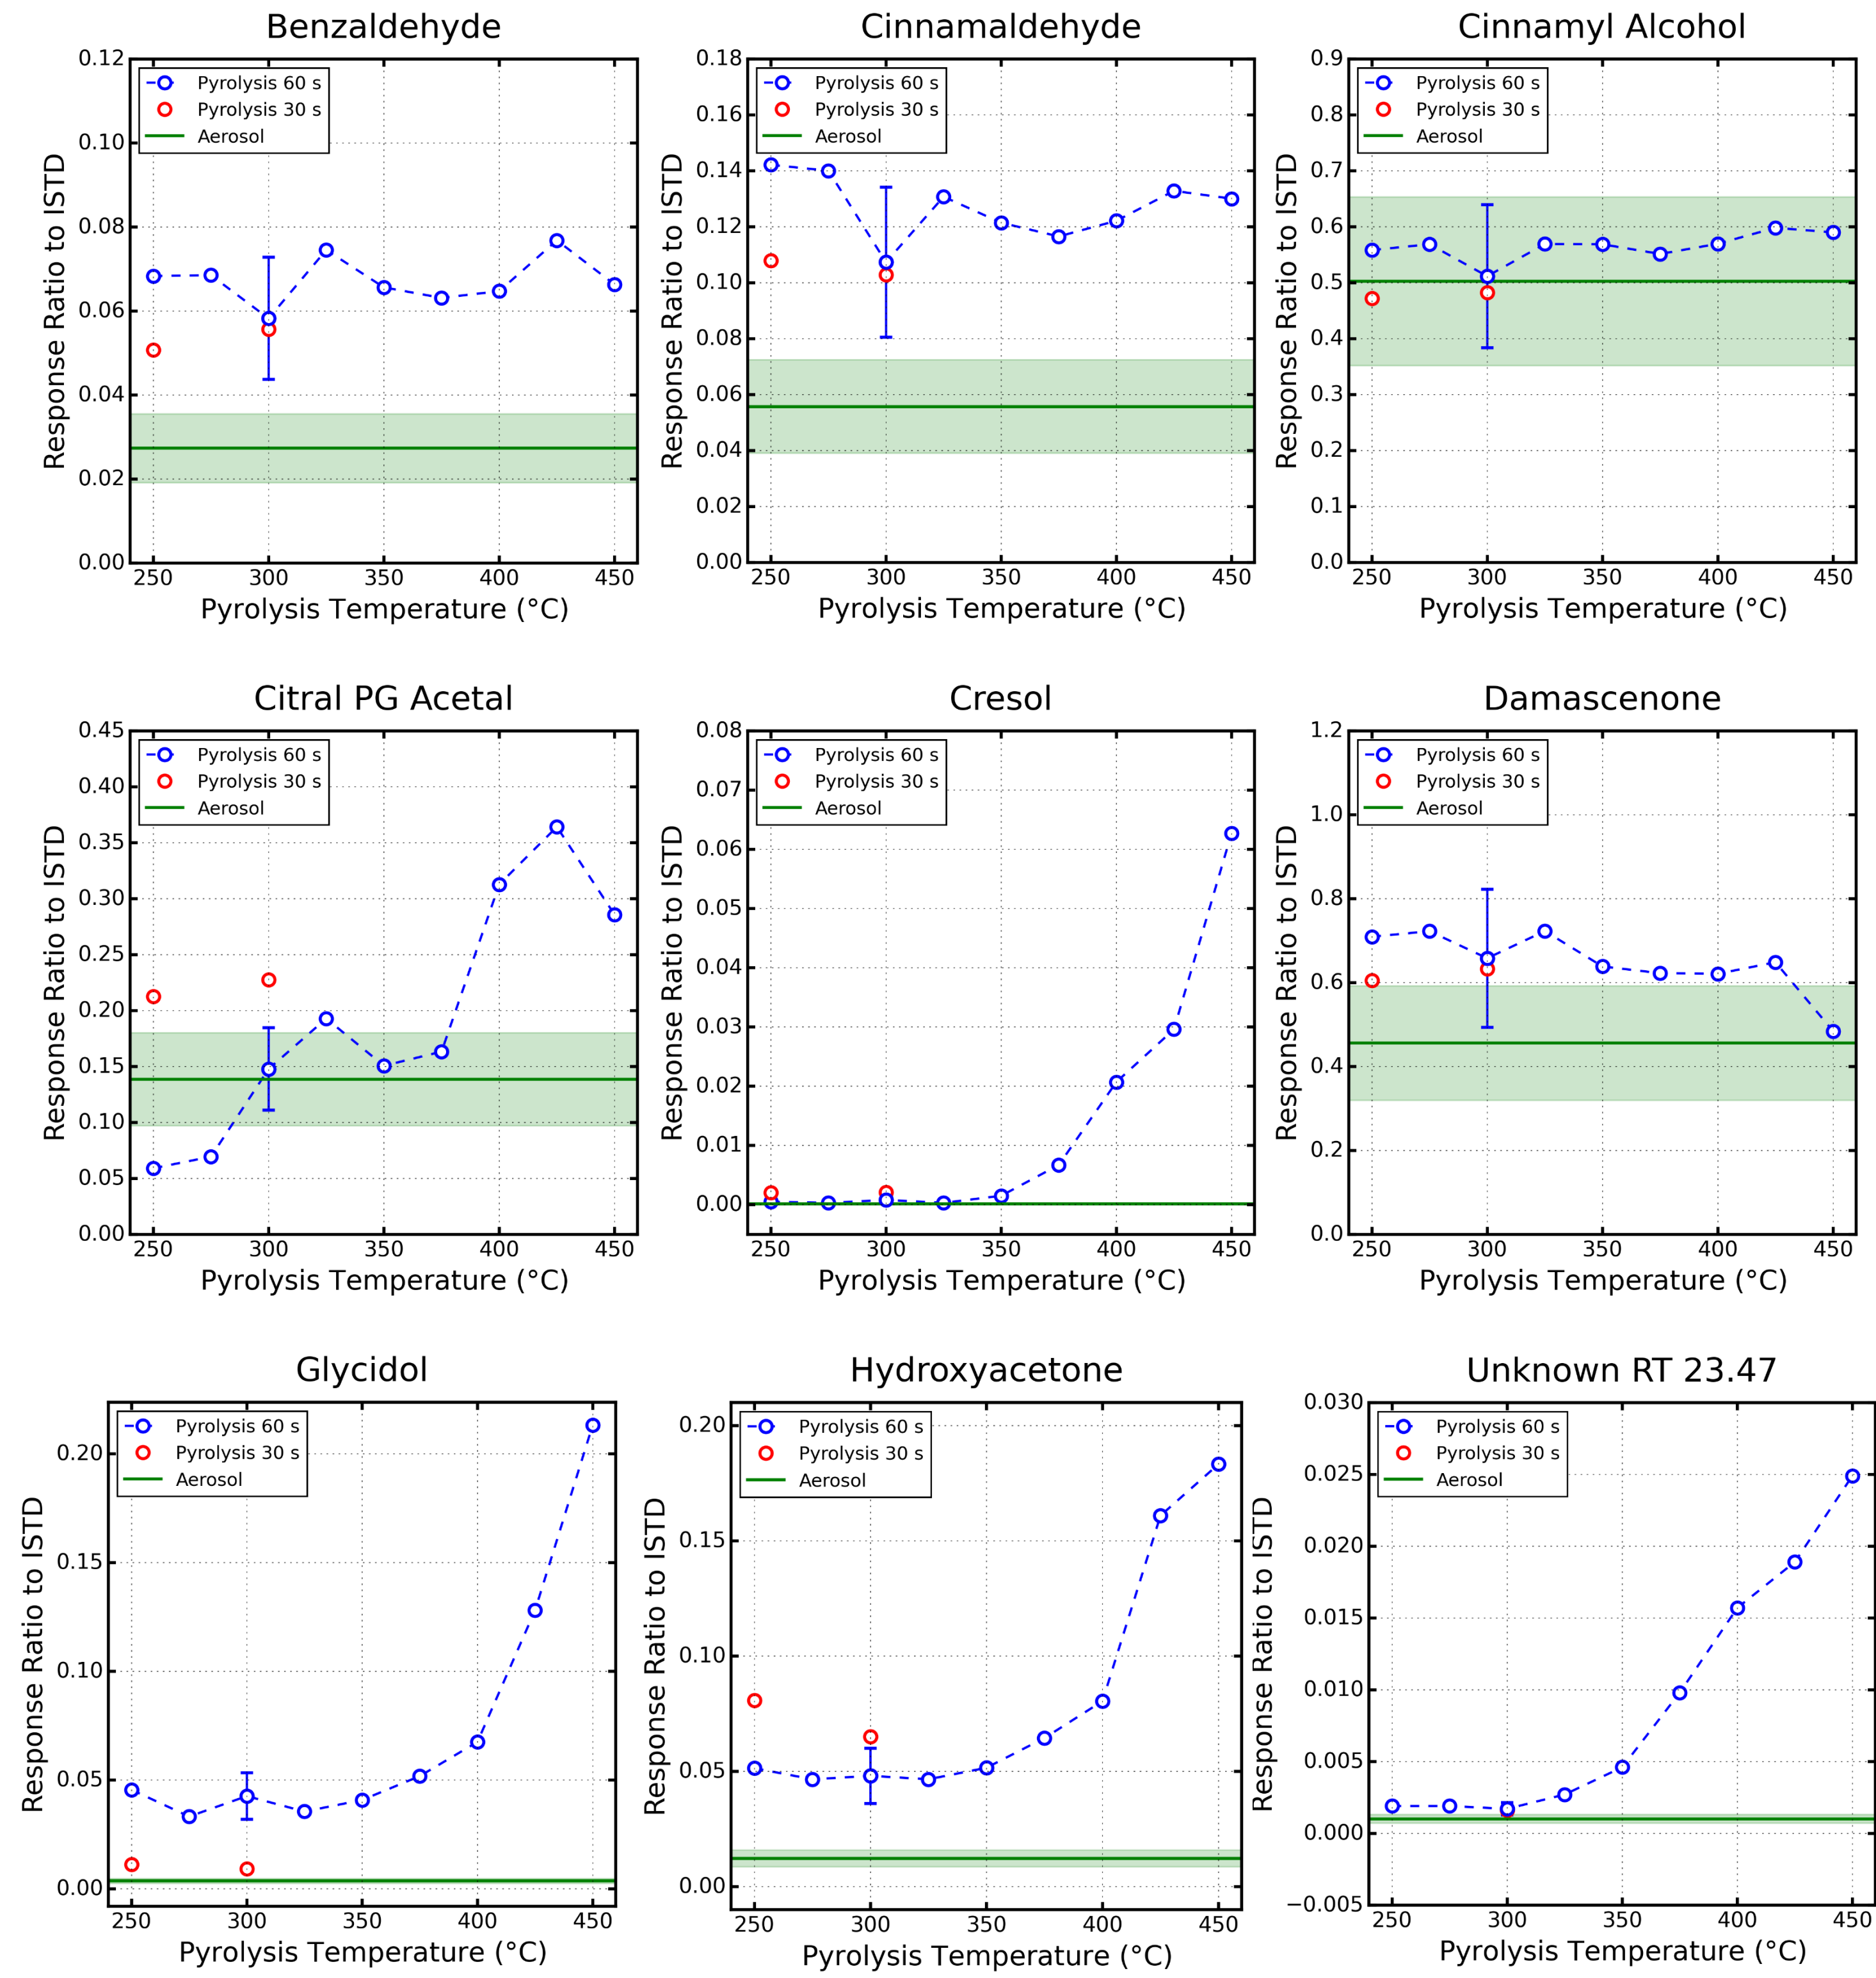 Benzaldehyde
Response Ratio to ISTD
0.12
0.10
0.08
0.06
0.04
0.02
0.00
Pyrolysis 60 s
Pyrolysis 30 s
Aerosol
250 300 350 400 450
Pyrolysis Temperature (°C)
Cinnamaldehyde
Response Ratio to ISTD
0.18
0.16
0.14
0.12
0.10
0.08
0.06
0.04
0.02
0.00
Pyrolysis 60 s
Pyrolysis 30 s
Aerosol
250 300 350 400 450
Pyrolysis Temperature (°C)
Cinnamyl Alcohol
Response Ratio to ISTD
0.9
0.8
0.7
0.6
0.5
0.4
0.3
0.2
0.1
0.0
Pyrolysis 60 s
Pyrolysis 30 s
Aerosol
250 300 350 400 450
Pyrolysis Temperature (°C)
Citral PG Acetal
Response Ratio to ISTD
0.45
0.40
0.35
0.30
0.25
0.20
0.15
0.10
0.05
0.00
Pyrolysis 60 s
Pyrolysis 30 s
Aerosol
250 300 350 400 450
Pyrolysis Temperature (°C)
Cresol
Response Ratio to ISTD
0.08
0.07
0.06
0.05
0.04
0.03
0.02
0.01
0.00
Pyrolysis 60 s
Pyrolysis 30 s
Aerosol
250 300 350 400 450
Pyrolysis Temperature (°C)
Damascenone
Response Ratio to ISTD
1.2
1.0
0.8
0.6
0.4
0.2
0.0
Pyrolysis 60 s
Pyrolysis 30 s
Aerosol
250 300 350 400 450
Pyrolysis Temperature (°C)
Glycidol
Response Ratio to ISTD
0.20
0.15
0.10
0.05
0.00
Pyrolysis 60 s
Pyrolysis 30 s
Aerosol
250 300 350 400 450
Pyrolysis Temperature (°C)
Hydroxyacetone
Response Ratio to ISTD
0.20
0.15
0.10
0.05
0.00
Pyrolysis 60 s
Pyrolysis 30 s
Aerosol
250 300 350 400 450
Pyrolysis Temperature (°C)
Unknown RT 23.47
Response Ratio to ISTD
0.030
0.025
0.020
0.015
0.010
0.005
0.000
−0.005
Pyrolysis 60 s
Pyrolysis 30 s
Aerosol
250 300 350 400 450
Pyrolysis Temperature (°C)